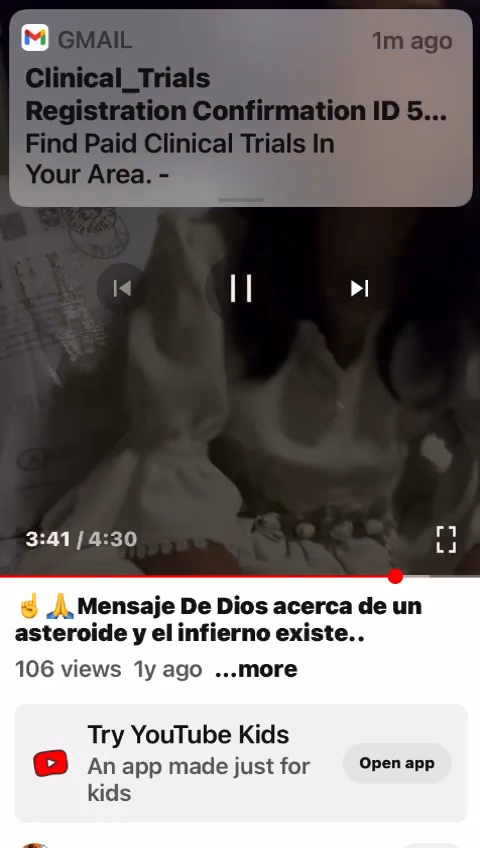 GMAIL 1m ago
Clinical_Trials
Registration Confirmation ID 5...
Find Paid Clinical Trials In
Your Area. -
3:41 / 4:30
☝️🙏Mensaje De Dios acerca de un
asteroide y el infierno existe..
106 views 1y ago ...more
Try YouTube Kids
An app made just for
kids
Open app